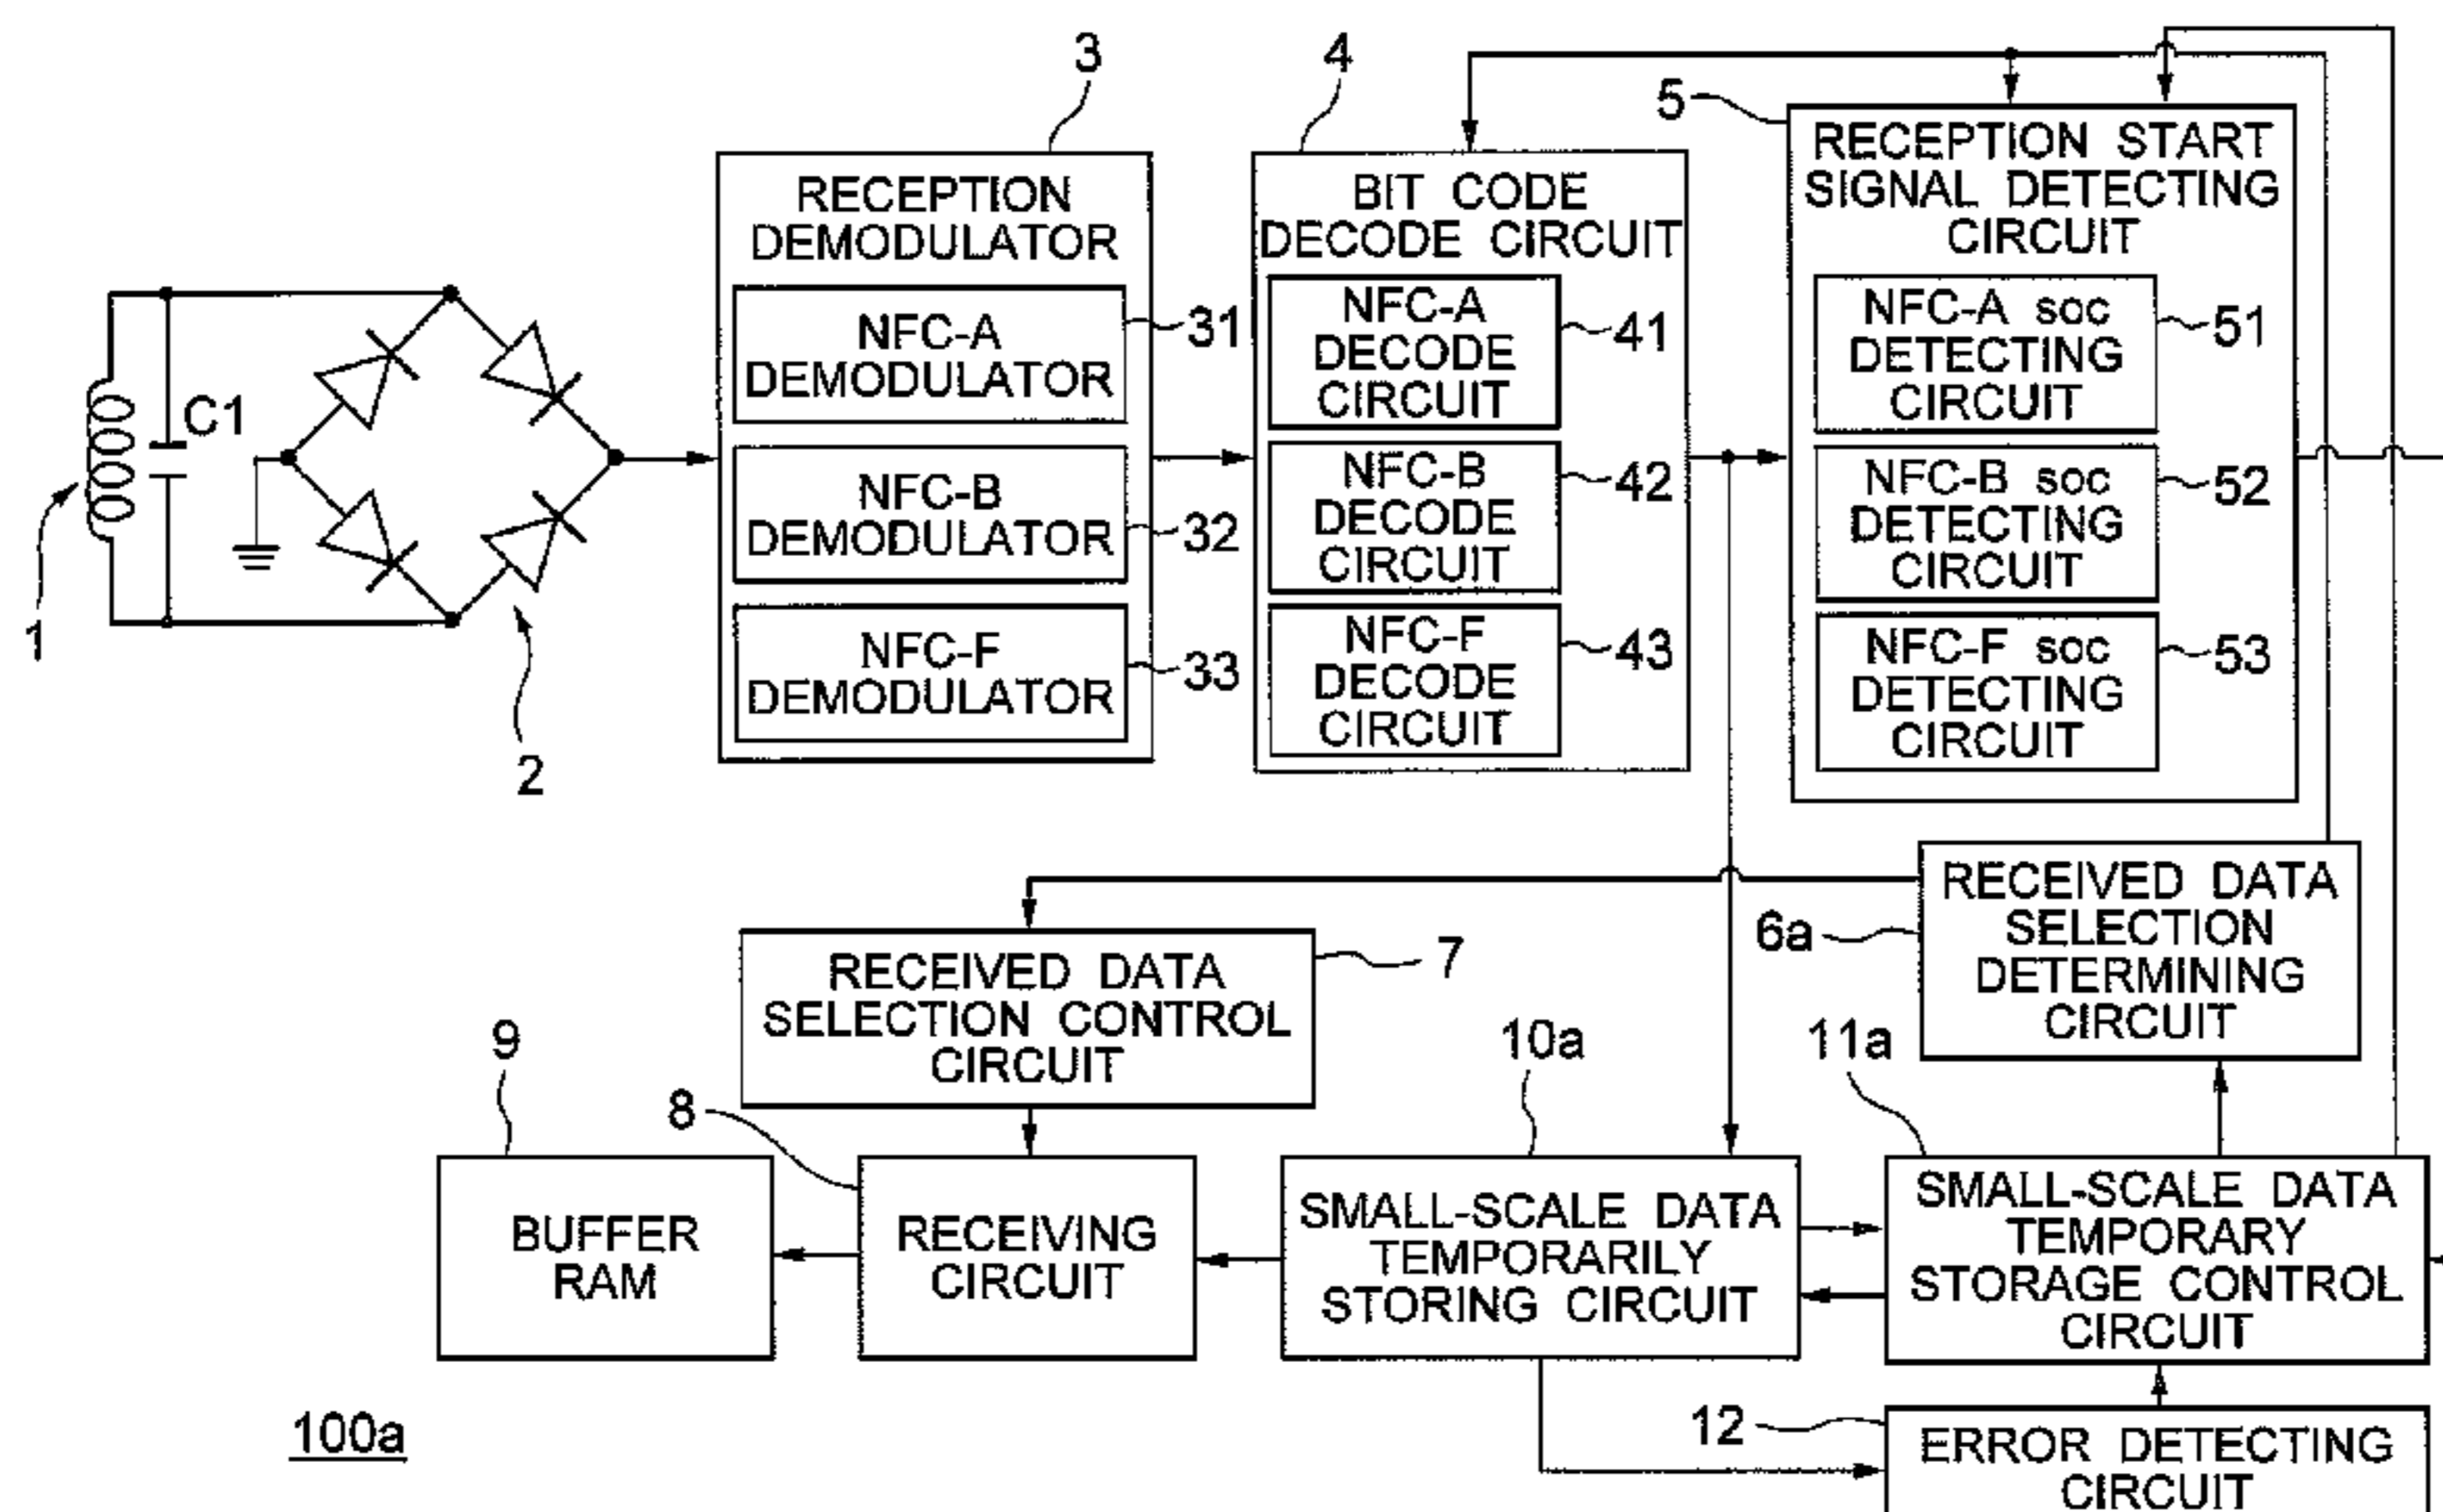 3
4
5
RECEPTION
DEMODULATOR
NFC-A
DEMODULATOR
31
NFC-B
DEMODULATOR
32
NFC-F
DEMODULATOR
33
BIT CODE
DECODE CIRCUIT
NFC-A
DECODE
CIRCUIT
41
NFC-B
DECODE
CIRCUIT
42
NFC-F
DECODE
CIRCUIT
43
RECEPTION START
SIGNAL DETECTING
CIRCUIT
NFC-A soc
DETECTING
CIRCUIT
51
NFC-B soc
DETECTING
CIRCUIT
52
NFC-F soc
DETECTING
CIRCUIT
53
C1
1
2
RECEIVED DATA
SELECTION
DETERMINING
CIRCUIT
6a
RECEIVED DATA
SELECTION CONTROL
CIRCUIT
7
9
8
10a
11a
BUFFER
RAM
RECEIVING
CIRCUIT
SMALL-SCALE DATA
TEMPORARILY
STORING CIRCUIT
SMALL-SCALE DATA
TEMPORARY
STORAGE CONTROL
CIRCUIT
100a
12
ERROR DETECTING
CIRCUIT